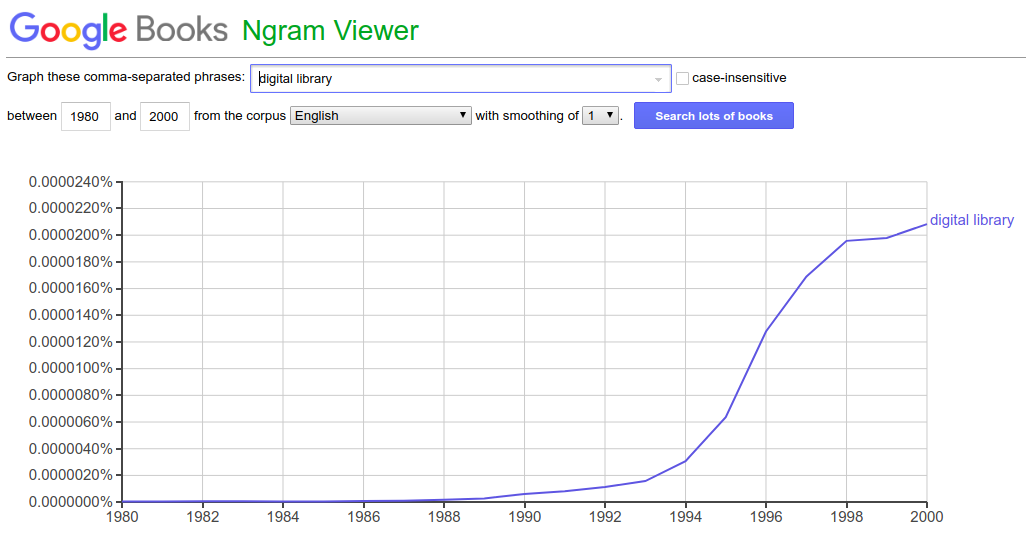 Google Books Ngram Viewer
Graph these comma-separated phrases: digital library case-insensitive
between 1980 and 2000 from the corpus English with smoothing of 1 . Search lots of books
0.0000240%
0.0000220%
digital library
0.0000200%
0.0000180%
0.0000160%
0.0000140%
0.0000120%
0.0000100%
0.0000080%
0.0000060%
0.0000040%
0.0000020%
0.0000000%
1980 1982 1984 1986 1988 1990 1992 1994 1996 1998 2000